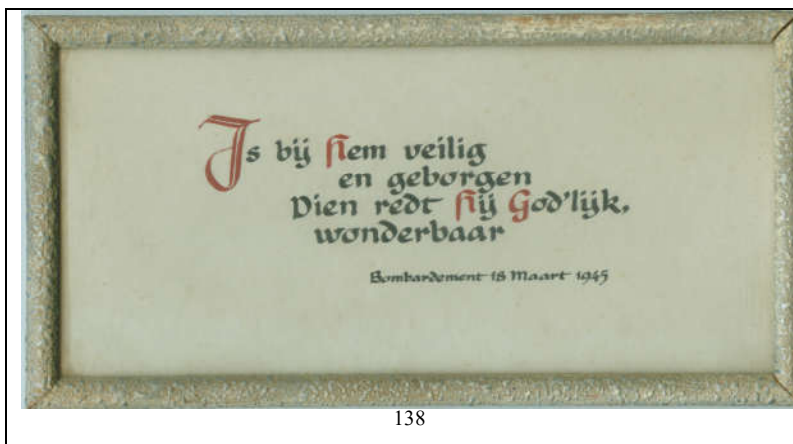 Is bij Hem veilig
en geborgen
Dien redt Hij God'lijk,
wonderbaar
Bombardement 18 Maart 1945
138